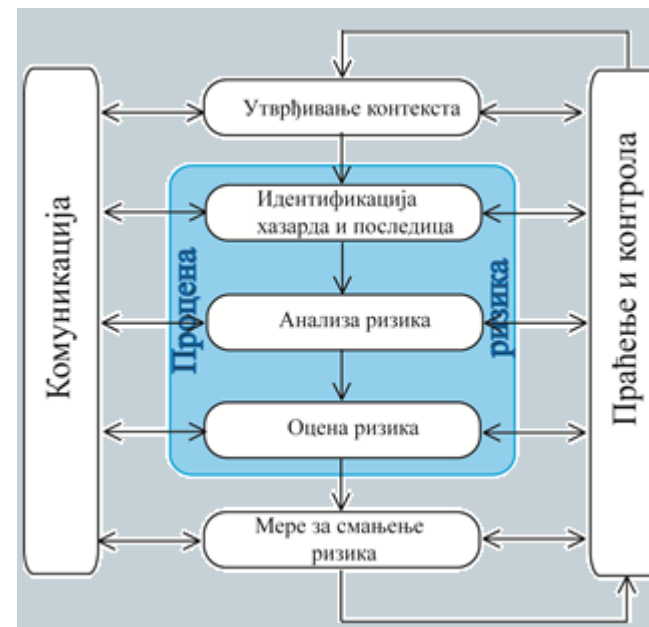 Комуникација
Утврђивање контекста
Процена
ризика
Идентификација
хазарда и последица
Анализа ризика
Оцена ризика
Мере за смањење
ризика
Праћење и контрола